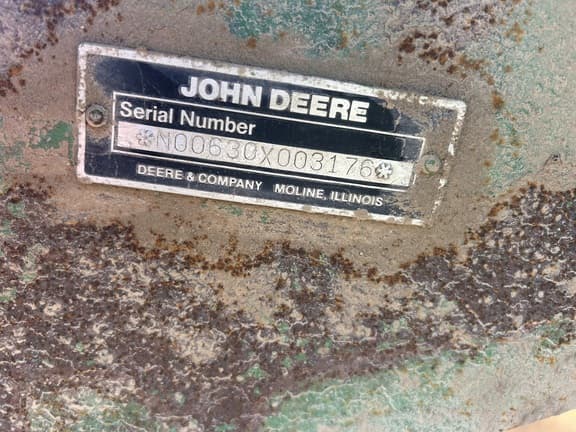 JOHN DEERE
Serial Number
*N00630X003176*
DEERE & COMPANY MOLINE, ILLINOIS